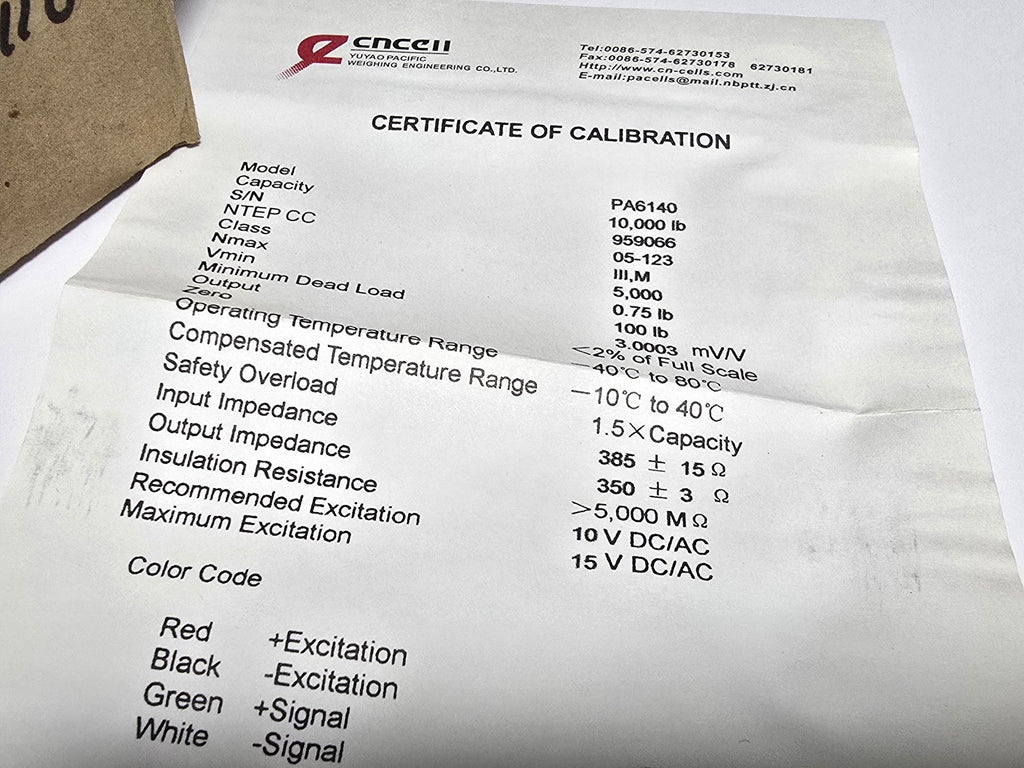 cncell
YUYAO PACIFIC
WEIGHING ENGINEERING CO.,LTD.
Tel:0086-574-62730153
Fax:0086-574-62730178 62730181
Http://www.cn-cells.com
E-mail:pacells@mail.nbptt.zj.cn
CERTIFICATE OF CALIBRATION
Model PA6140
Capacity 10,000 lb
S/N 959066
NTEP CC 05-123
Class III,M
Nmax 5,000
Vmin 0.75 lb
Minimum Dead Load 100 lb
Output 3.0003 mV/V
Zero <2% of Full Scale
Operating Temperature Range －40℃ to 80℃
Compensated Temperature Range －10℃ to 40℃
Safety Overload 1.5×Capacity
Input Impedance 385 ± 15 Ω
Output Impedance 350 ± 3 Ω
Insulation Resistance >5,000 MΩ
Recommended Excitation 10 V DC/AC
Maximum Excitation 15 V DC/AC
Color Code
Red +Excitation
Black -Excitation
Green +Signal
White -Signal